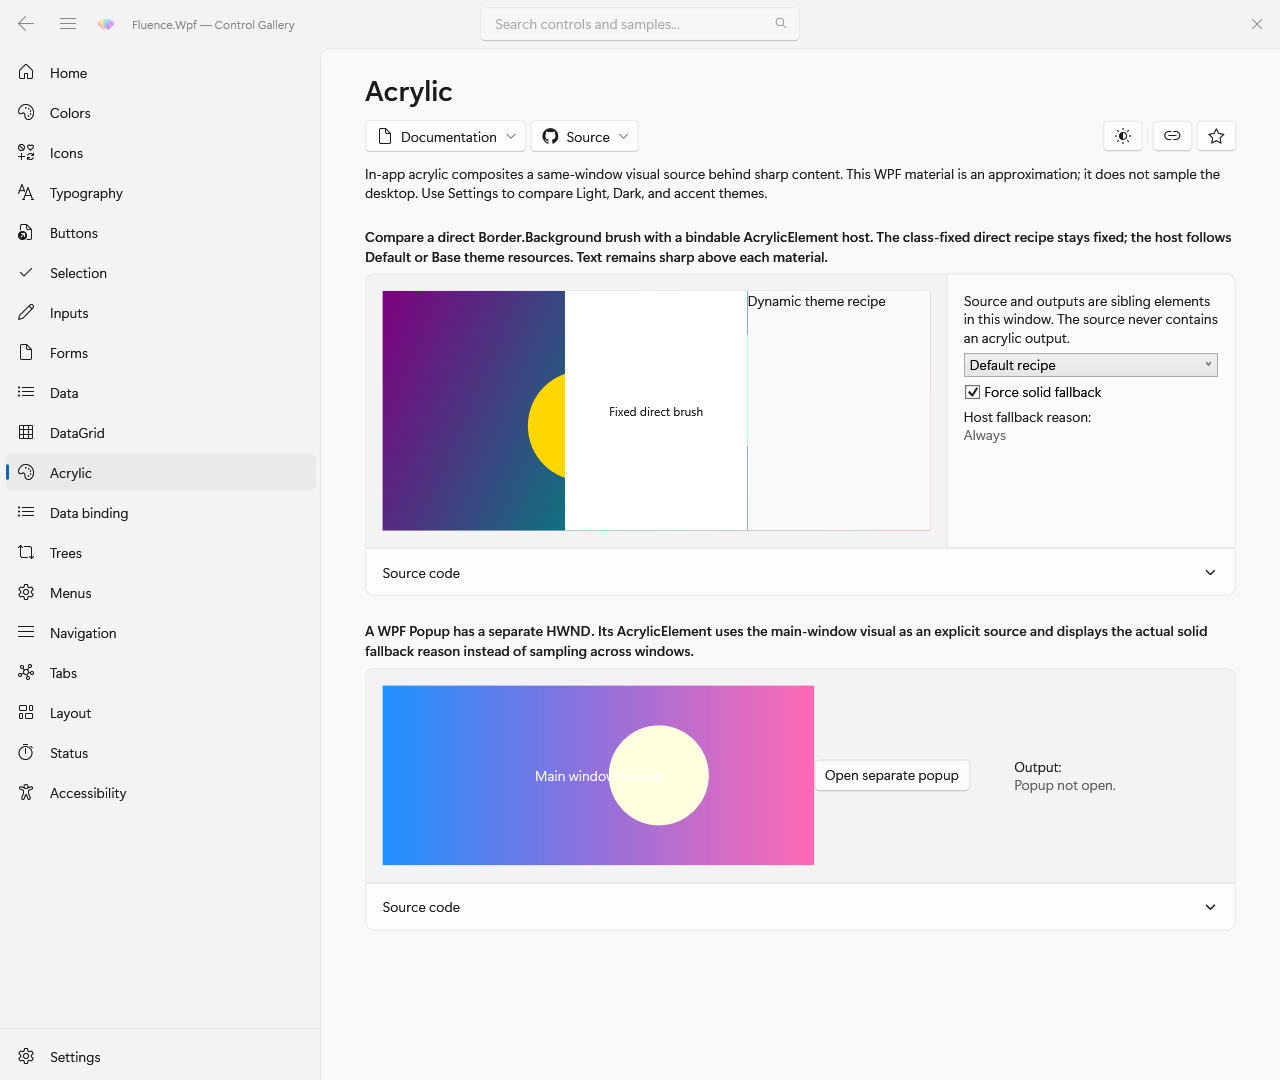 Fluence.Wpf — Control Gallery
Search controls and samples...
Home
Colors
Icons
Typography
Buttons
Selection
Inputs
Forms
Data
DataGrid
Acrylic
Data binding
Trees
Menus
Navigation
Tabs
Layout
Status
Accessibility
Settings
Acrylic
Documentation
Source
In-app acrylic composites a same-window visual source behind sharp content. This WPF material is an approximation; it does not sample the
desktop. Use Settings to compare Light, Dark, and accent themes.
Compare a direct Border.Background brush with a bindable AcrylicElement host. The class-fixed direct recipe stays fixed; the host follows
Default or Base theme resources. Text remains sharp above each material.
Fixed direct brush
Dynamic theme recipe
Source and outputs are sibling elements
in this window. The source never contains
an acrylic output.
Default recipe
Force solid fallback
Host fallback reason:
Always
Source code
A WPF Popup has a separate HWND. Its AcrylicElement uses the main-window visual as an explicit source and displays the actual solid
fallback reason instead of sampling across windows.
Main window
Open separate popup
Output:
Popup not open.
Source code